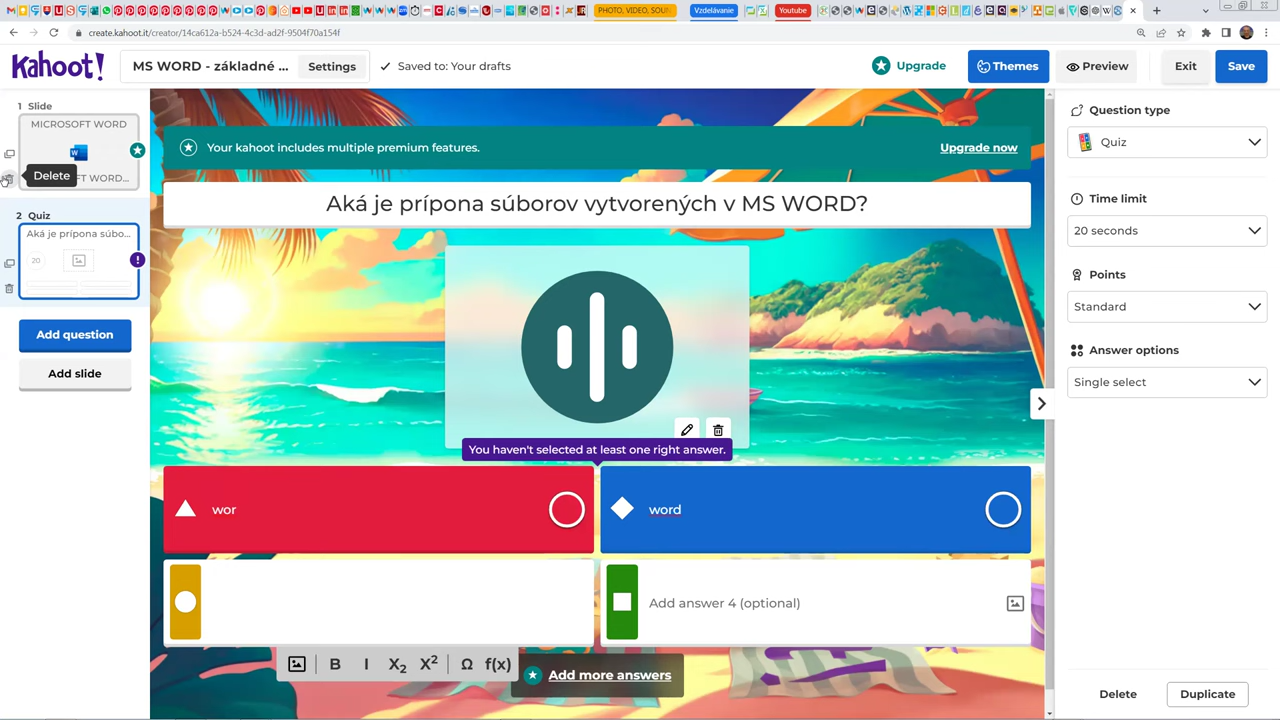 PHOTO, VIDEO, SOUN
Vzdelávanie
Youtube
create.kahoot.it/creator/14ca612a-b524-4c3d-ad2f-9504f70a154f
Kahoot!
MS WORD - základné ...
Settings
Saved to: Your drafts
Upgrade
Themes
Preview
Exit
Save
1 Slide
MICROSOFT WORD
W
Delete
FT WORD...
2 Quiz
Aká je prípona súbo...
20
Add question
Add slide
Your kahoot includes multiple premium features.
Upgrade now
Aká je prípona súborov vytvorených v MS WORD?
You haven't selected at least one right answer.
wor
word
Add answer 4 (optional)
B I X2 X2 Ω f(x)
Add more answers
Question type
Quiz
Time limit
20 seconds
Points
Standard
Answer options
Single select
Delete
Duplicate